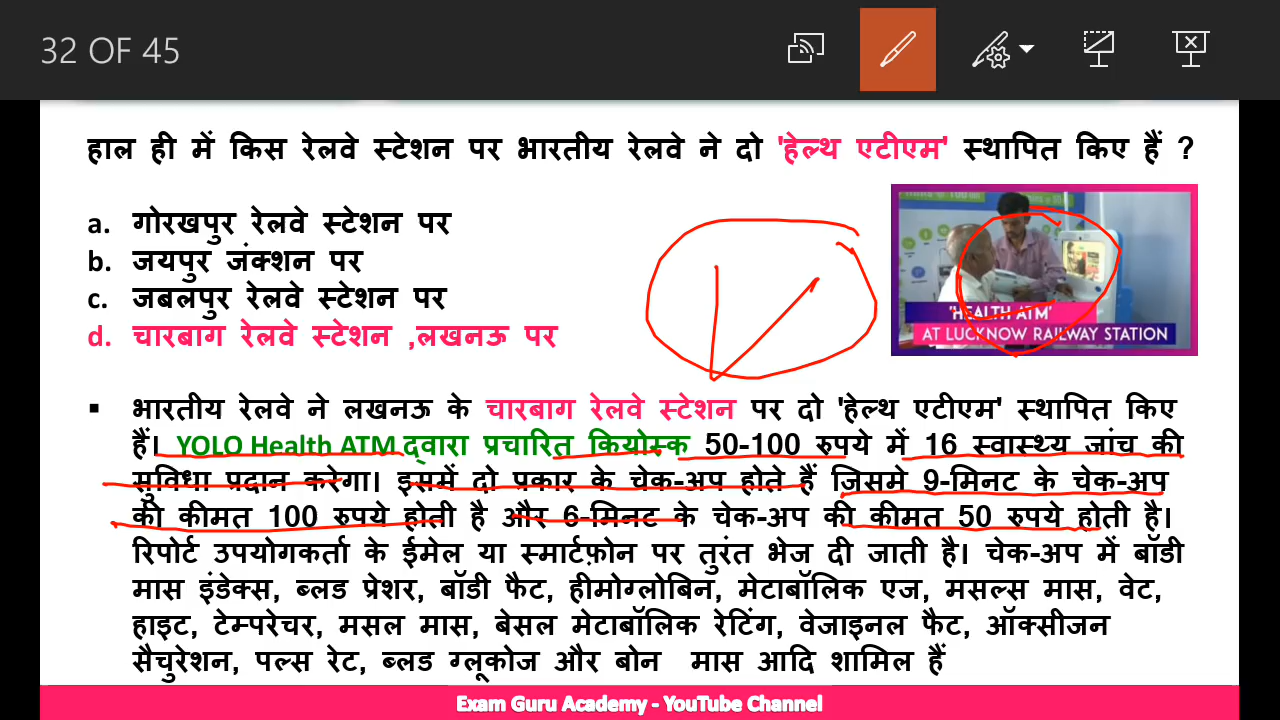 32 OF 45
हाल ही में किस रेलवे स्टेशन पर भारतीय रेलवे ने दो 'हेल्थ एटीएम' स्थापित किए हैं ?
a. गोरखपुर रेलवे स्टेशन पर
b. जयपुर जंक्शन पर
c. जबलपुर रेलवे स्टेशन पर
d. चारबाग रेलवे स्टेशन ,लखनऊ पर
'HEALTH ATM'
AT LUCKNOW RAILWAY STATION
▪ भारतीय रेलवे ने लखनऊ के चारबाग रेलवे स्टेशन पर दो 'हेल्थ एटीएम' स्थापित किए
हैं। YOLO Health ATM द्वारा प्रचारित कियोस्क 50-100 रुपये में 16 स्वास्थ्य जांच की
सुविधा प्रदान करेगा। इसमें दो प्रकार के चेक-अप होते हैं जिसमे 9-मिनट के चेक-अप
की कीमत 100 रुपये होती है और 6-मिनट के चेक-अप की कीमत 50 रुपये होती है।
रिपोर्ट उपयोगकर्ता के ईमेल या स्मार्टफ़ोन पर तुरंत भेज दी जाती है। चेक-अप में बॉडी
मास इंडेक्स, ब्लड प्रेशर, बॉडी फैट, हीमोग्लोबिन, मेटाबॉलिक एज, मसल्स मास, वेट,
हाइट, टेम्परेचर, मसल मास, बेसल मेटाबॉलिक रेटिंग, वेजाइनल फैट, ऑक्सीजन
सैचुरेशन, पल्स रेट, ब्लड ग्लूकोज और बोन मास आदि शामिल हैं
Exam Guru Academy - YouTube Channel